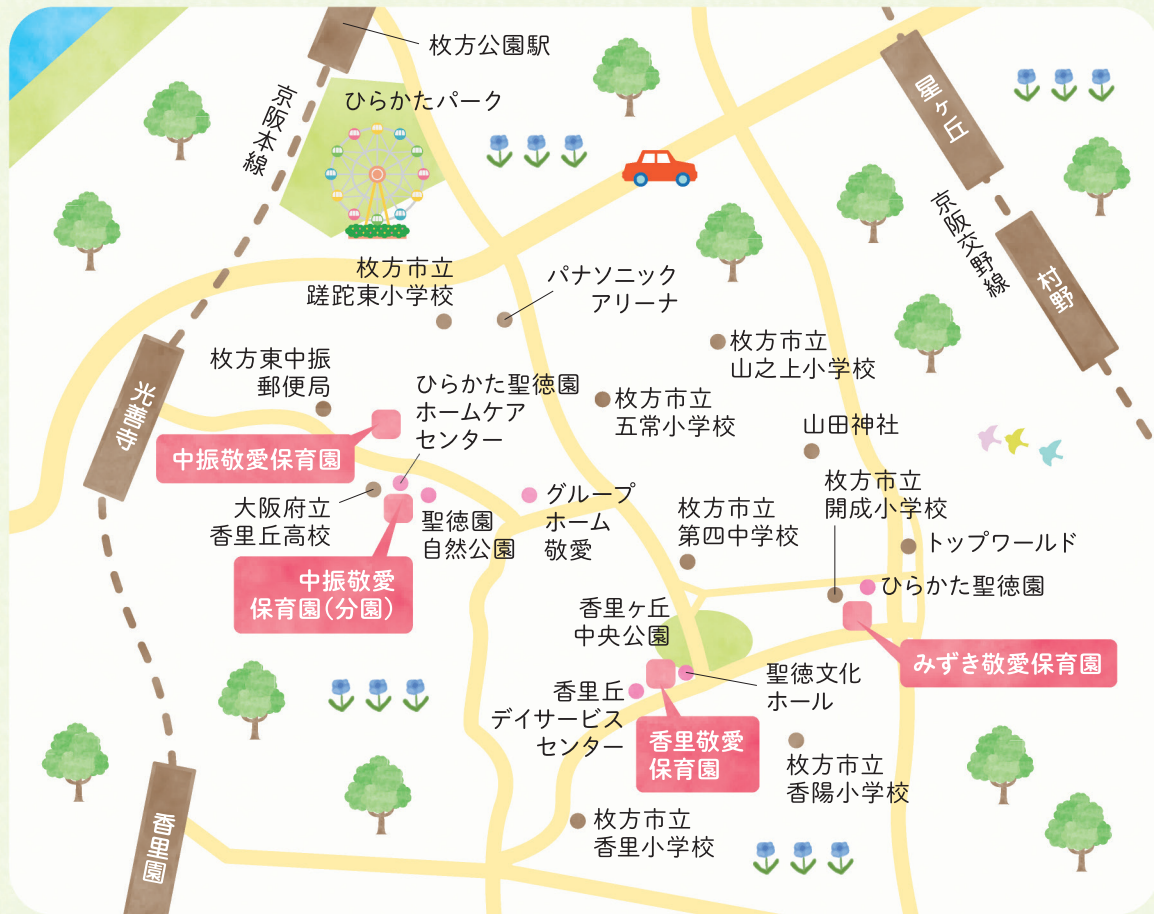 枚方公園駅
ひらかたパーク
京阪本線
星ヶ丘
京阪交野線
村野
枚方市立
蹉跎東小学校
パナソニック
アリーナ
枚方市立
山之上小学校
光善寺
枚方東中振
郵便局
ひらかた聖徳園
ホームケア
センター
枚方市立
五常小学校
山田神社
中振敬愛保育園
大阪府立
香里丘高校
聖徳園
自然公園
グループ
ホーム
敬愛
枚方市立
第四中学校
枚方市立
開成小学校
トップワールド
中振敬愛
保育園(分園)
ひらかた聖徳園
香里ヶ丘
中央公園
みずき敬愛保育園
聖徳文化
ホール
香里丘
デイサービス
センター
香里敬愛
保育園
枚方市立
香陽小学校
香里園
枚方市立
香里小学校